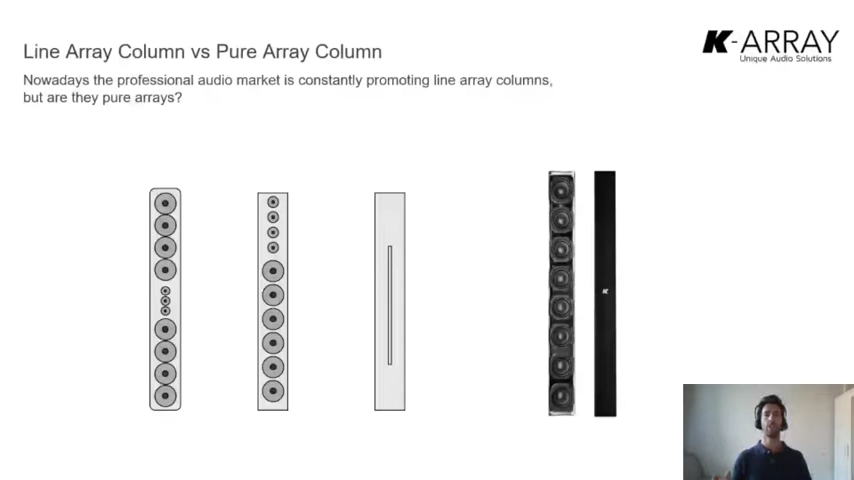 Line Array Column vs Pure Array Column
K-ARRAY
Unique Audio Solutions
Nowadays the professional audio market is constantly promoting line array columns,
but are they pure arrays?
K